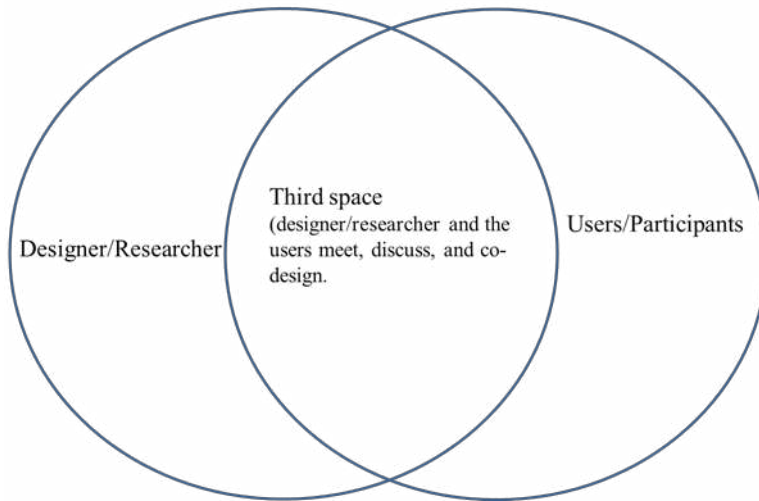 Designer/Researcher
Third space
(designer/researcher and the
users meet, discuss, and co-
design.
Users/Participants